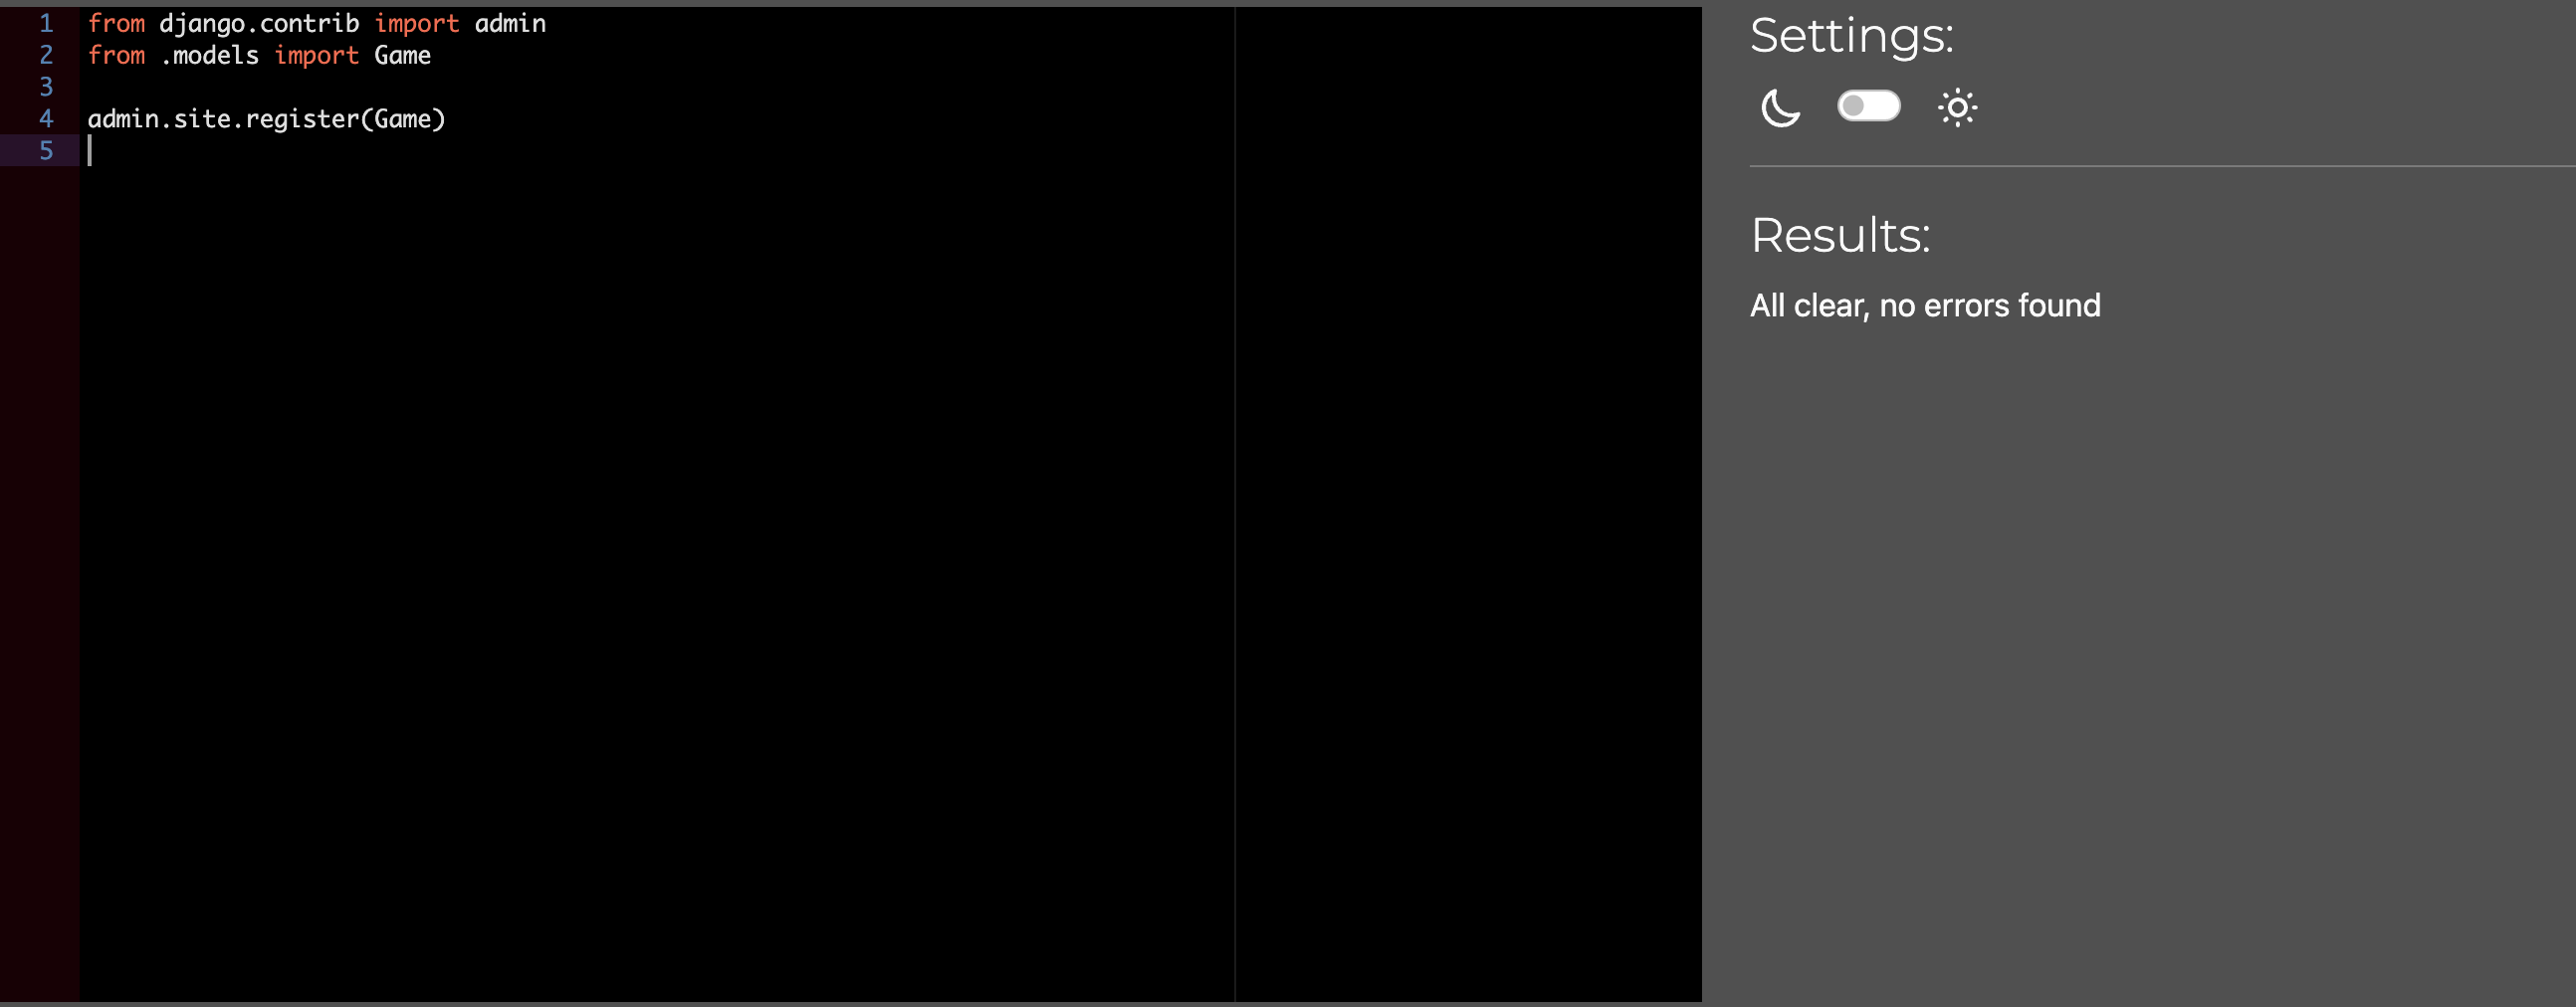 1 from django.contrib import admin
2 from .models import Game
3
4 admin.site.register(Game)
5
Settings:
Results:
All clear, no errors found